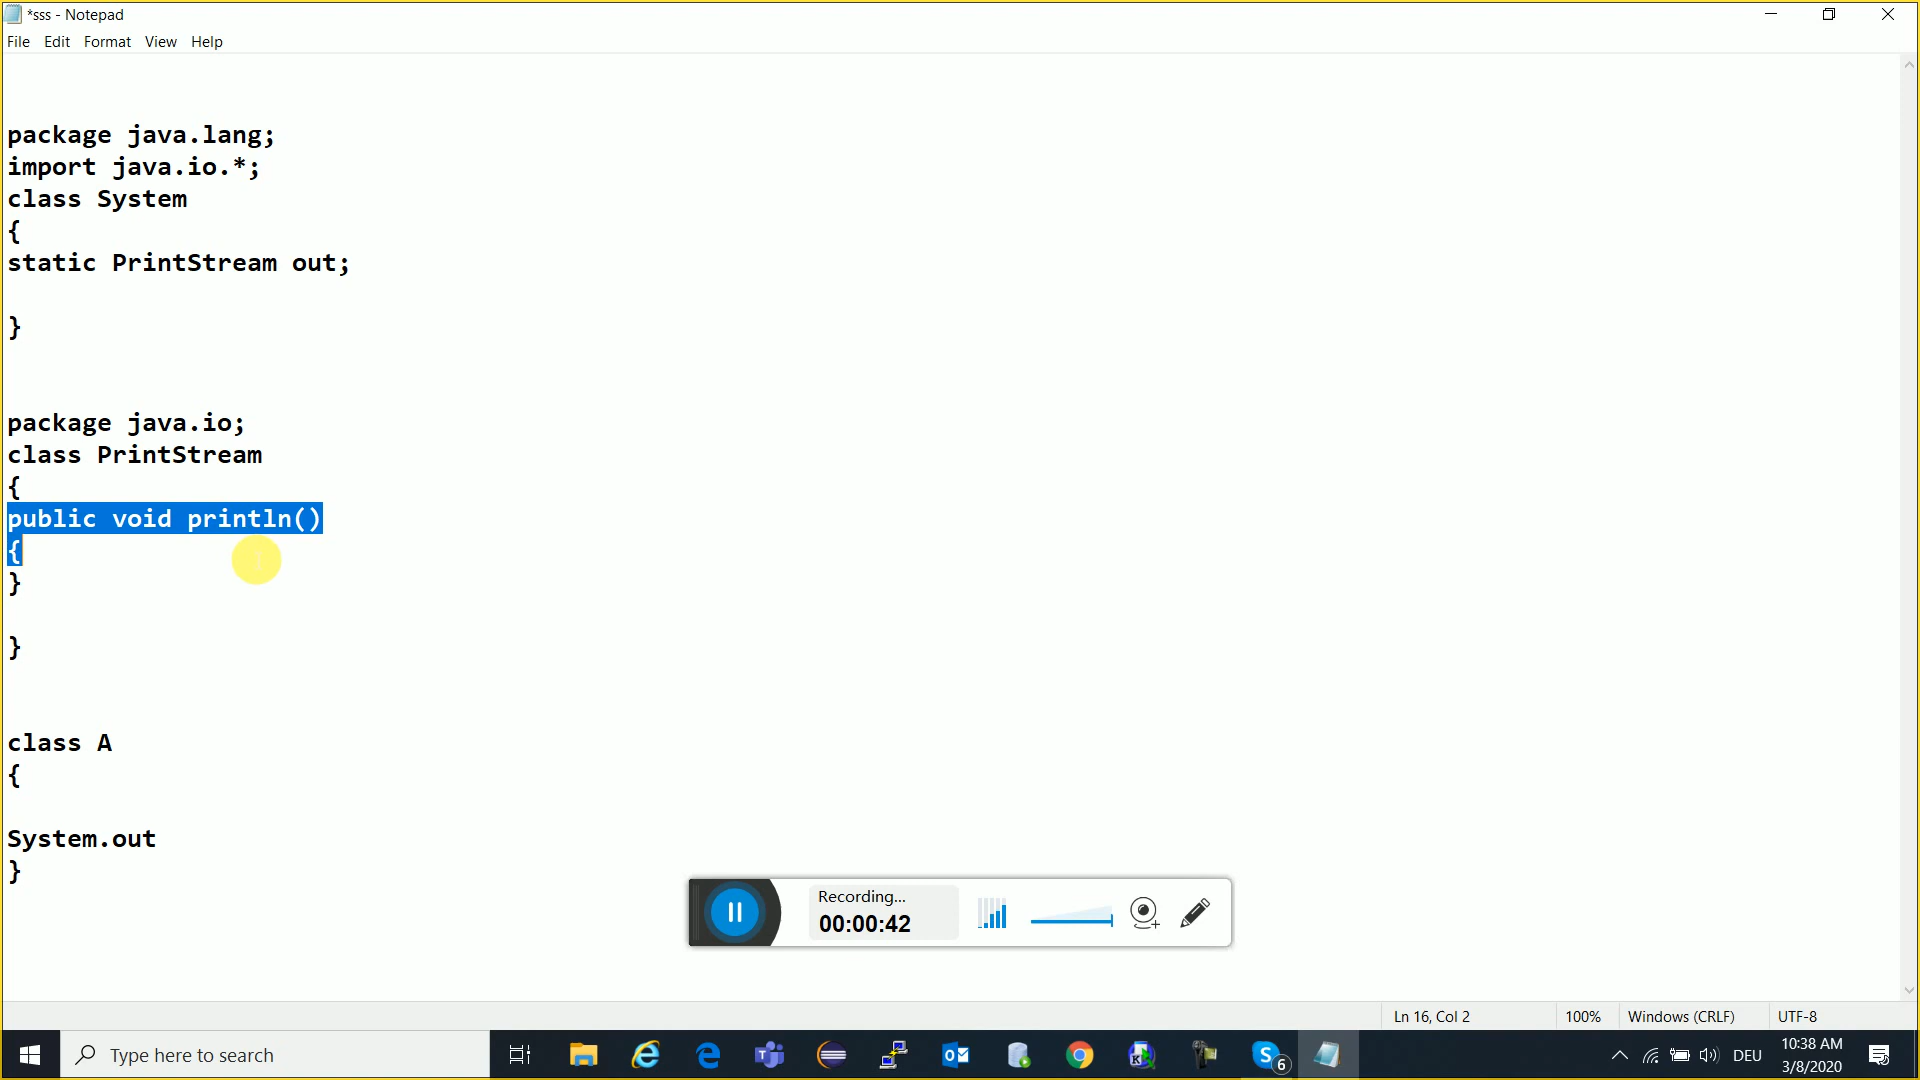 *sss - Notepad
File Edit Format View Help
package java.lang;
import java.io.*;
class System
{
static PrintStream out;
}
package java.io;
class PrintStream
{
public void println()
{
}
}
class A
{
System.out
}
Recording...
00:00:42
Ln 16, Col 2 100% Windows (CRLF) UTF-8
Type here to search
6
DEU
10:38 AM
3/8/2020